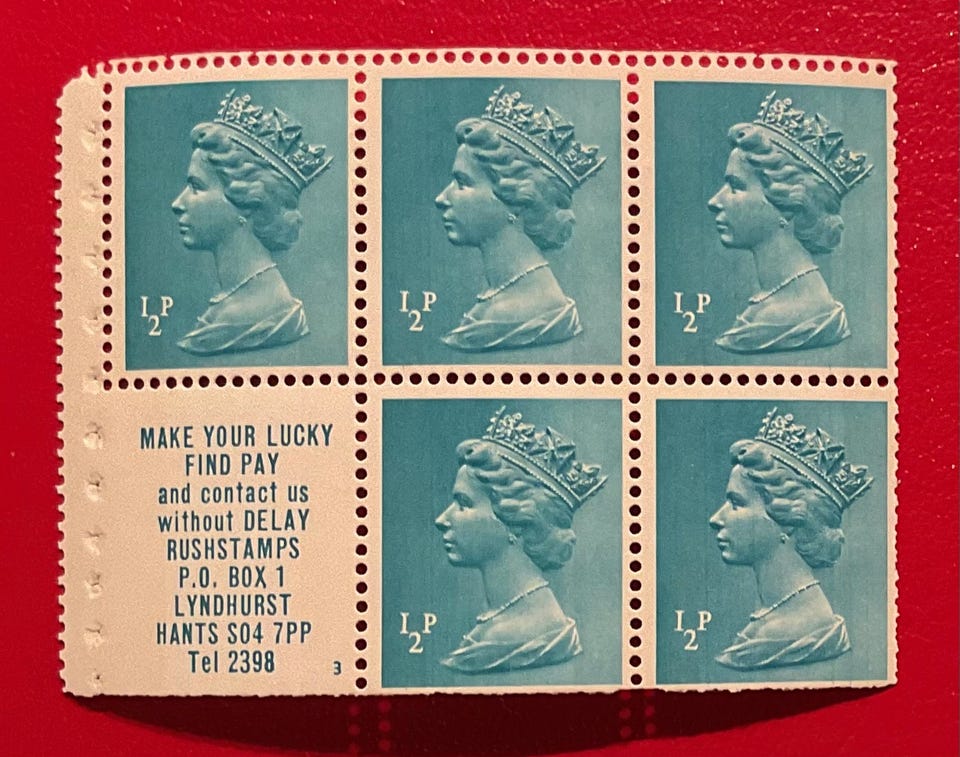 ½P
½P
½P
MAKE YOUR LUCKY
FIND PAY
and contact us
without DELAY
RUSHSTAMPS
P.O. BOX 1
LYNDHURST
HANTS SO4 7PP
Tel 2398
3
½P
½P